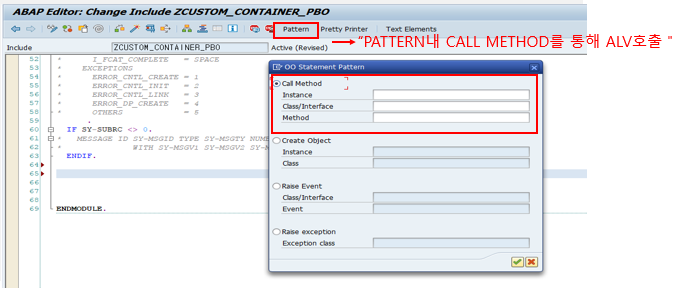 ABAP Editor: Change Include ZCUSTOM_CONTAINER_PBO
Pattern
Pretty Printer
Text Elements
Include
ZCUSTOM_CONTAINER_PBO
Active (Revised)
"PATTERN내 CALL METHOD를 통해 ALV호출 "
52 * I_FCAT_COMPLETE = SPACE
53 * EXCEPTIONS
54 * ERROR_CNTL_CREATE = 1
55 * ERROR_CNTL_INIT = 2
56 * ERROR_CNTL_LINK = 3
57 * ERROR_DP_CREATE = 4
58 * OTHERS = 5
59 .
60 IF SY-SUBRC <> 0.
61 * MESSAGE ID SY-MSGID TYPE SY-MSGTY NUM
62 * WITH SY-MSGV1 SY-MSGV2 SY-M
63 ENDIF.
64
65
66
67
68
69 ENDMODULE.
OO Statement Pattern
Call Method
Instance
Class/Interface
Method
Create Object
Instance
Class
Raise Event
Class/Interface
Event
Raise exception
Exception class